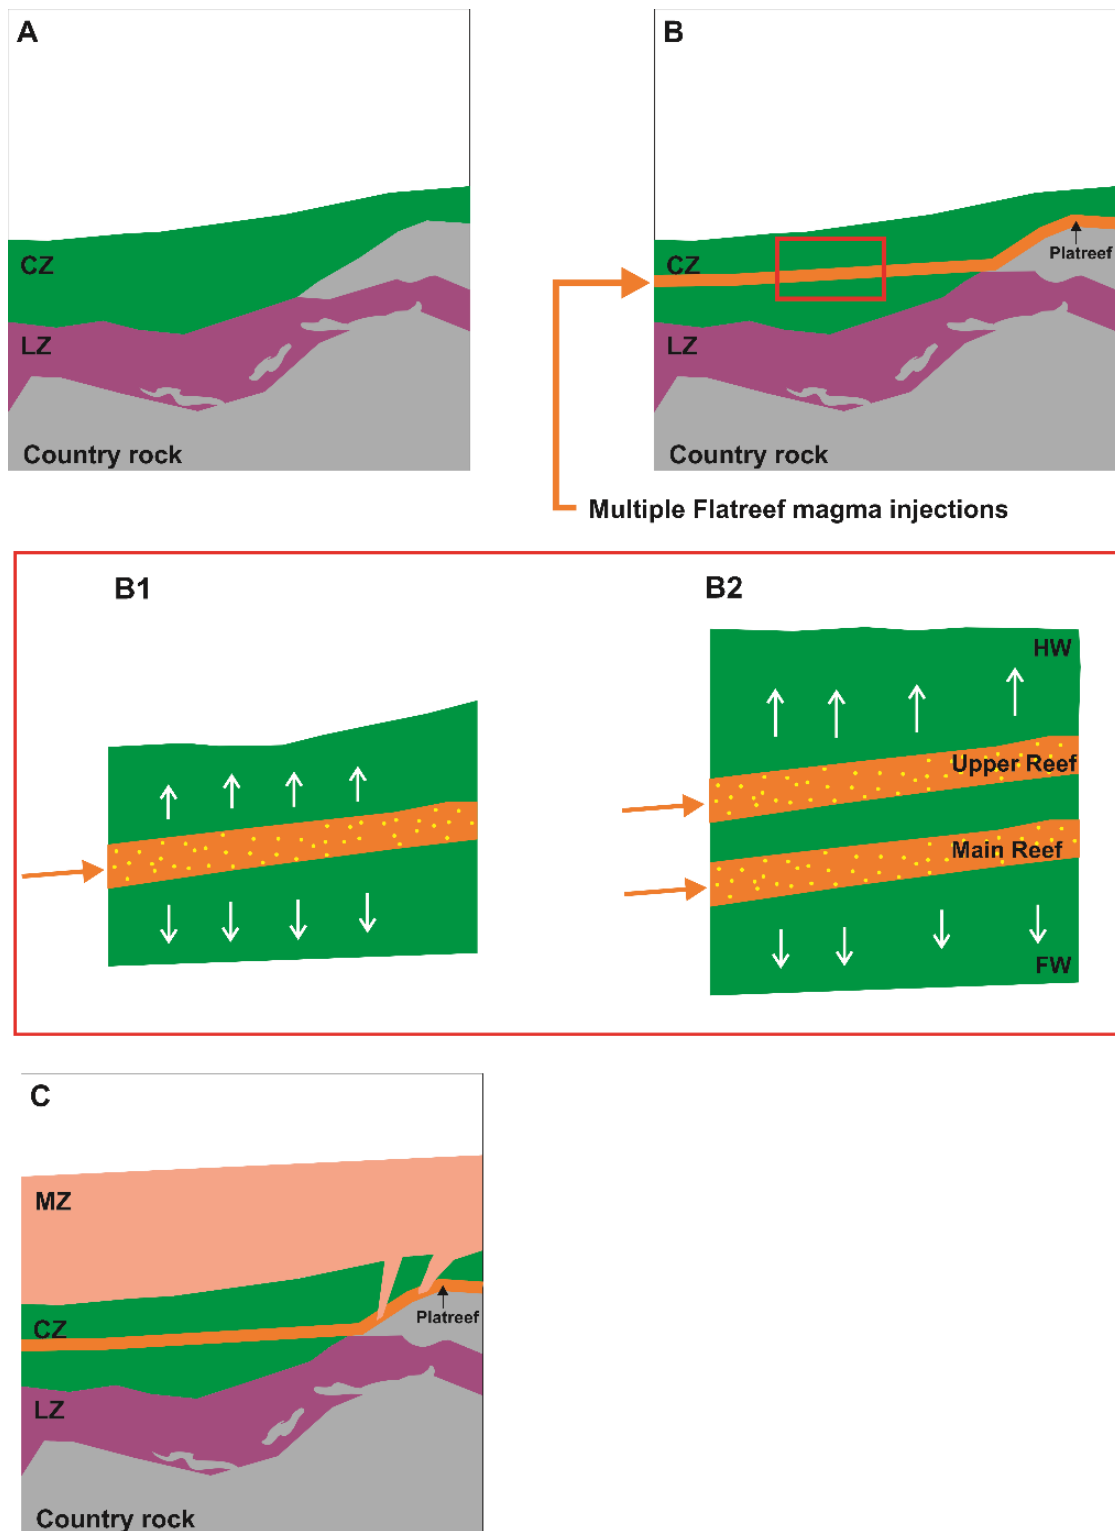 A
CZ
LZ
Country rock
B
CZ
Platreef
LZ
Country rock
Multiple Flatreef magma injections
B1
B2
HW
Upper Reef
Main Reef
FW
C
MZ
CZ
Platreef
LZ
Country rock